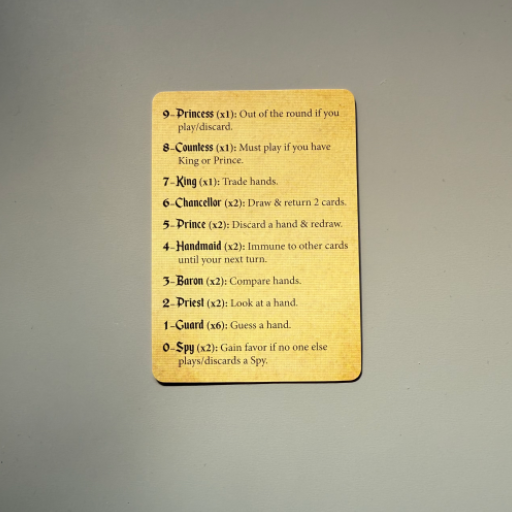 9–Princess (x1): Out of the round if you
play/discard.
8–Countess (x1): Must play if you have
King or Prince.
7–King (x1): Trade hands.
6–Chancellor (x2): Draw & return 2 cards.
5–Prince (x2): Discard a hand & redraw.
4–Handmaid (x2): Immune to other cards
until your next turn.
3–Baron (x2): Compare hands.
2–Priest (x2): Look at a hand.
1–Guard (x6): Guess a hand.
0–Spy (x2): Gain favor if no one else
plays/discards a Spy.